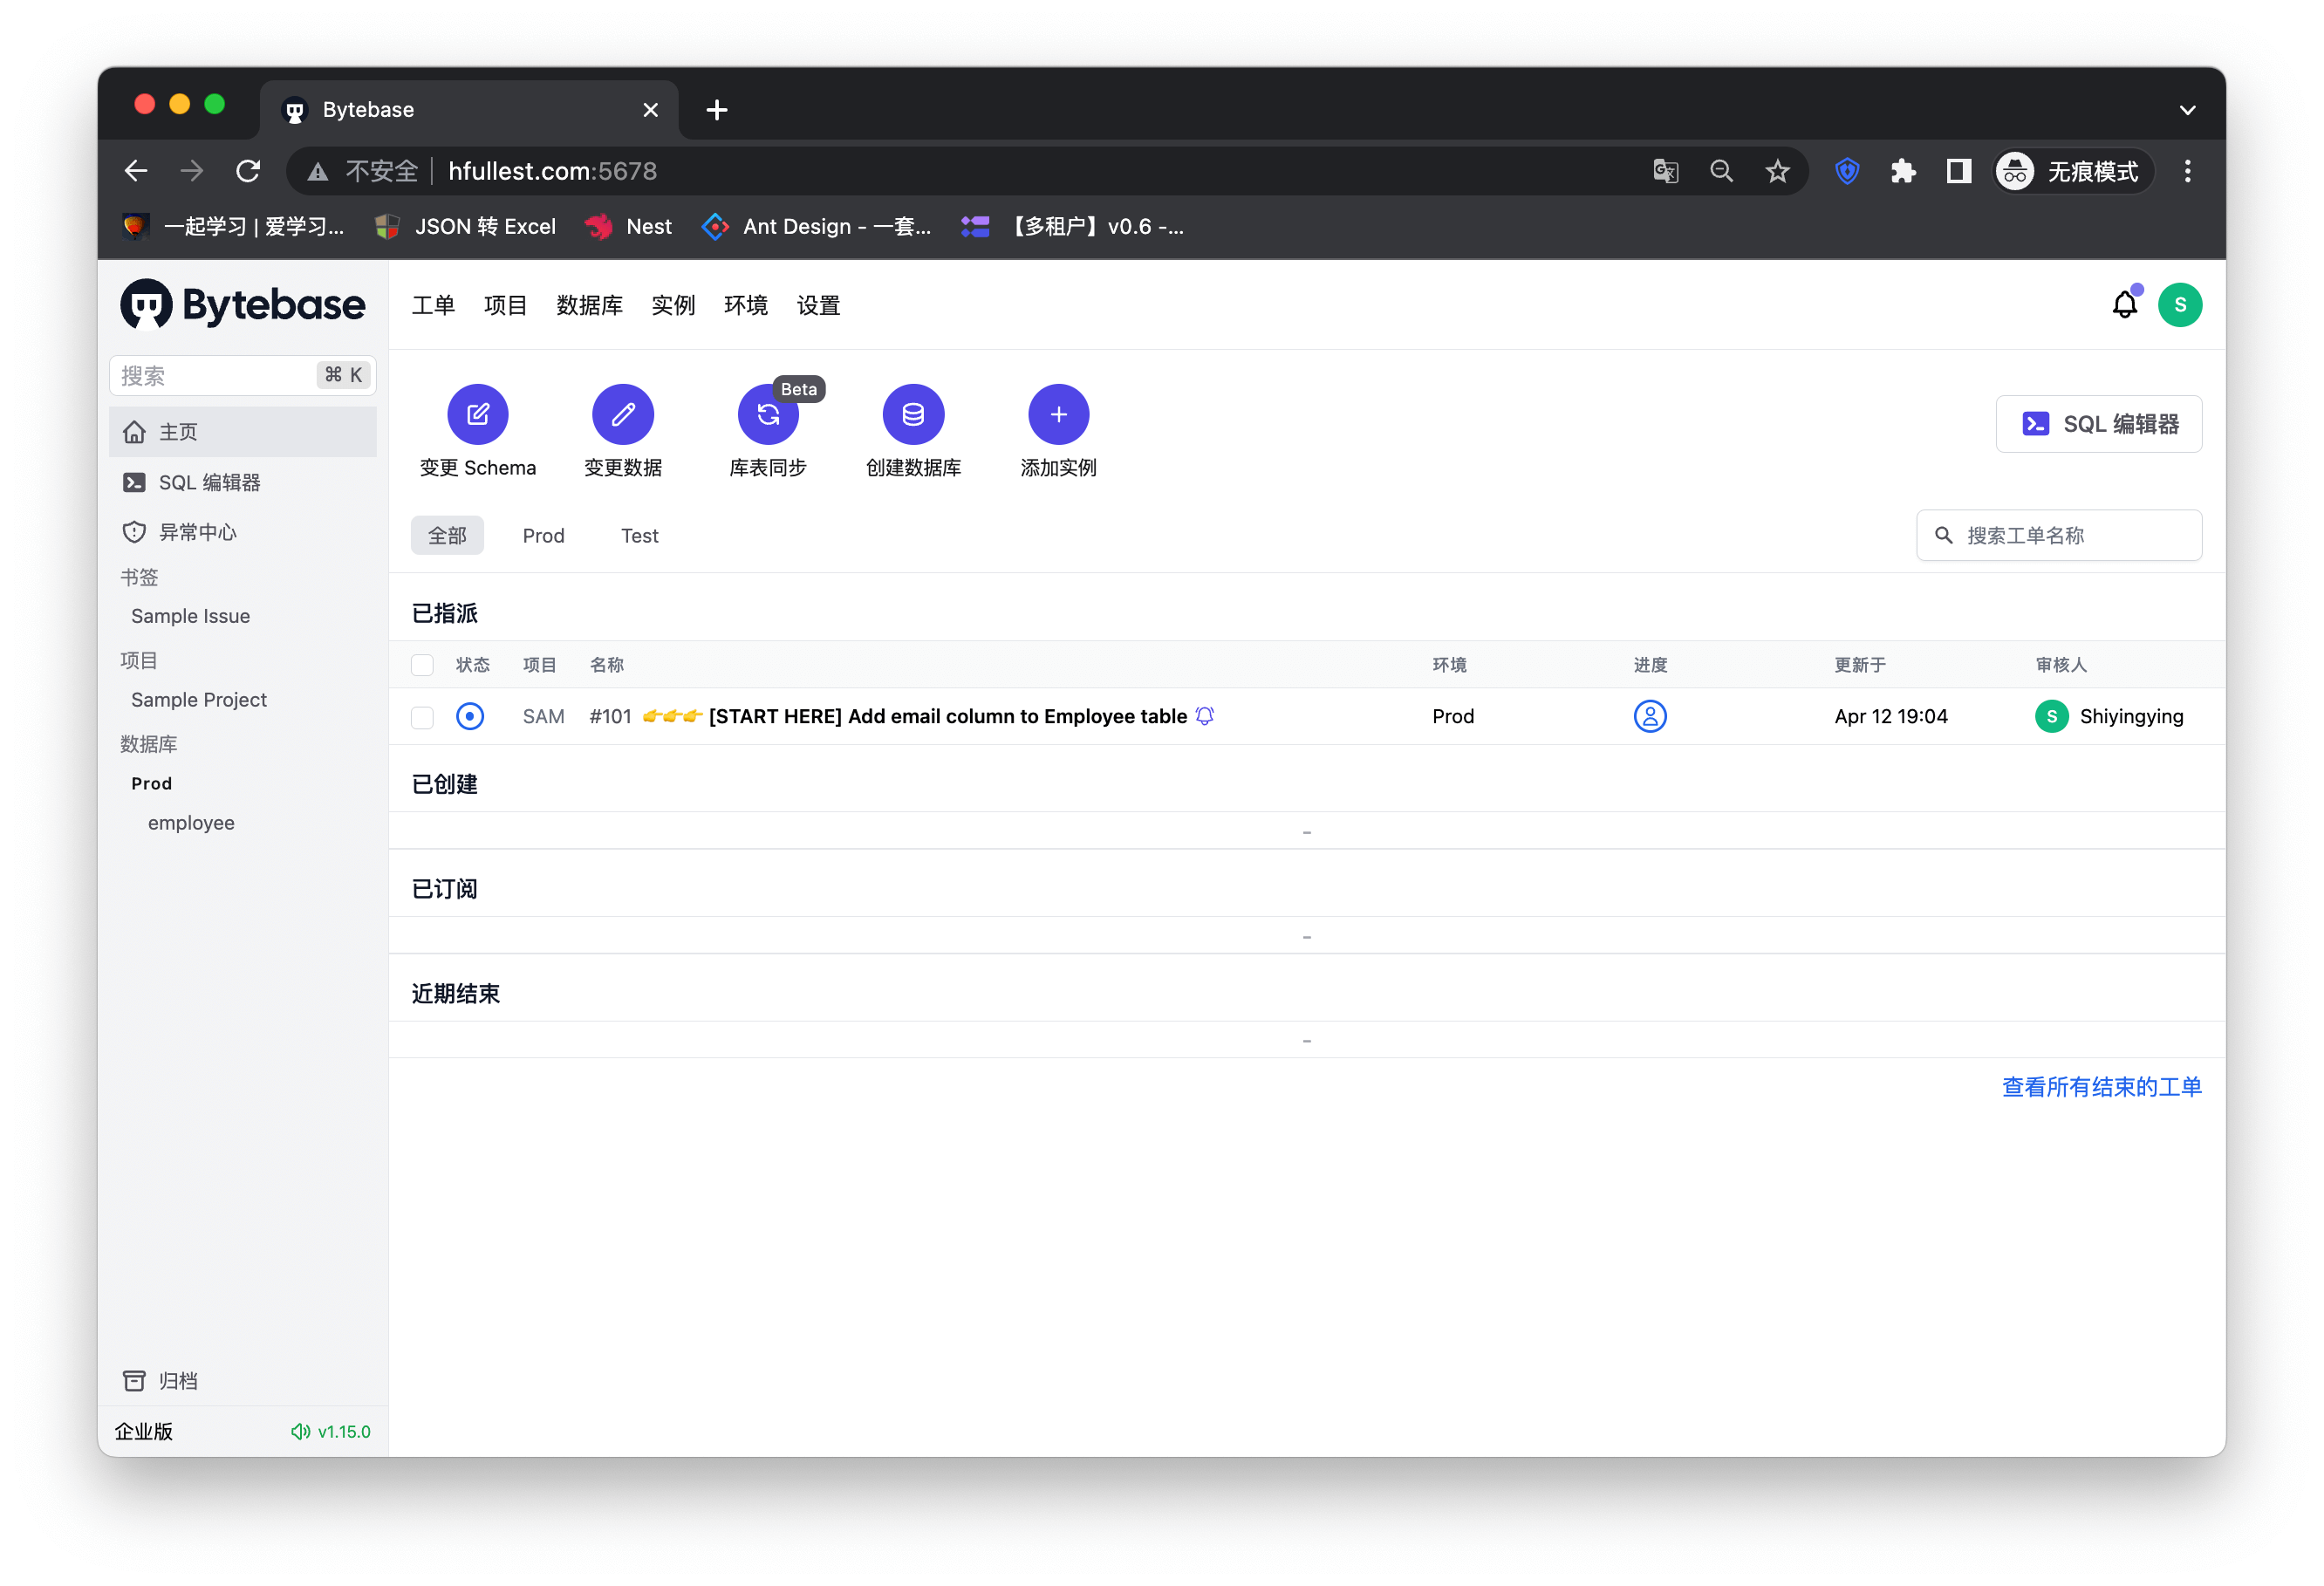 Bytebase
不安全 hfullest.com:5678 无痕模式
一起学习 | 爱学习... JSON 转 Excel Nest Ant Design - 一套... 【多租户】v0.6 -...
Bytebase
搜索 ⌘ K
主页
SQL 编辑器
异常中心
书签
Sample Issue
项目
Sample Project
数据库
Prod
employee
归档
企业版 v1.15.0
工单 项目 数据库 实例 环境 设置 S
Beta
变更 Schema 变更数据 库表同步 创建数据库 添加实例 SQL 编辑器
全部 Prod Test 搜索工单名称
已指派
状态 项目 名称 环境 进度 更新于 审核人
SAM #101 👉👉👉 [START HERE] Add email column to Employee table Prod Apr 12 19:04 S Shiyingying
已创建
-
已订阅
-
近期结束
-
查看所有结束的工单